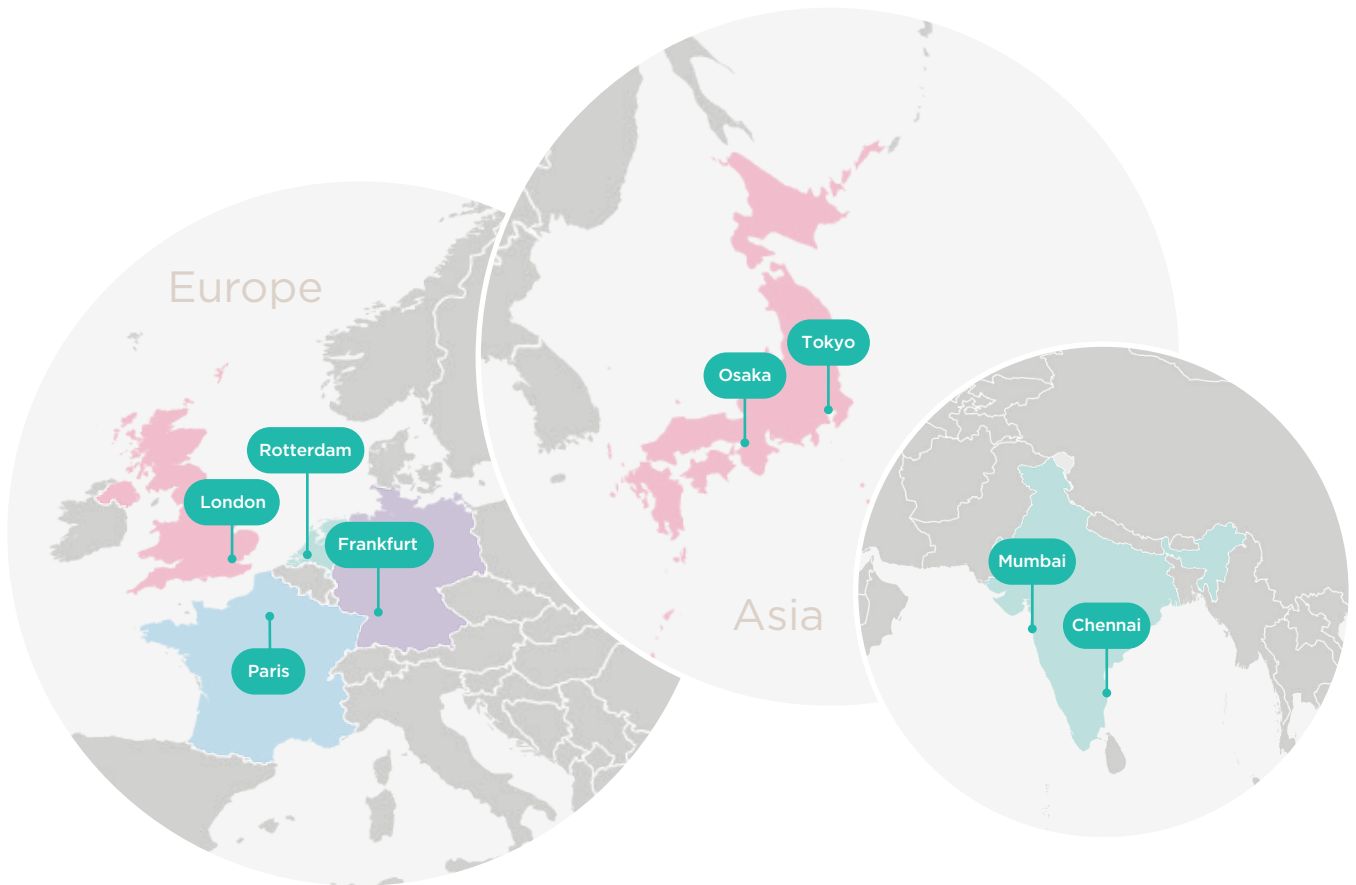 Europe
Rotterdam
London
Frankfurt
Paris
Tokyo
Osaka
Asia
Mumbai
Chennai